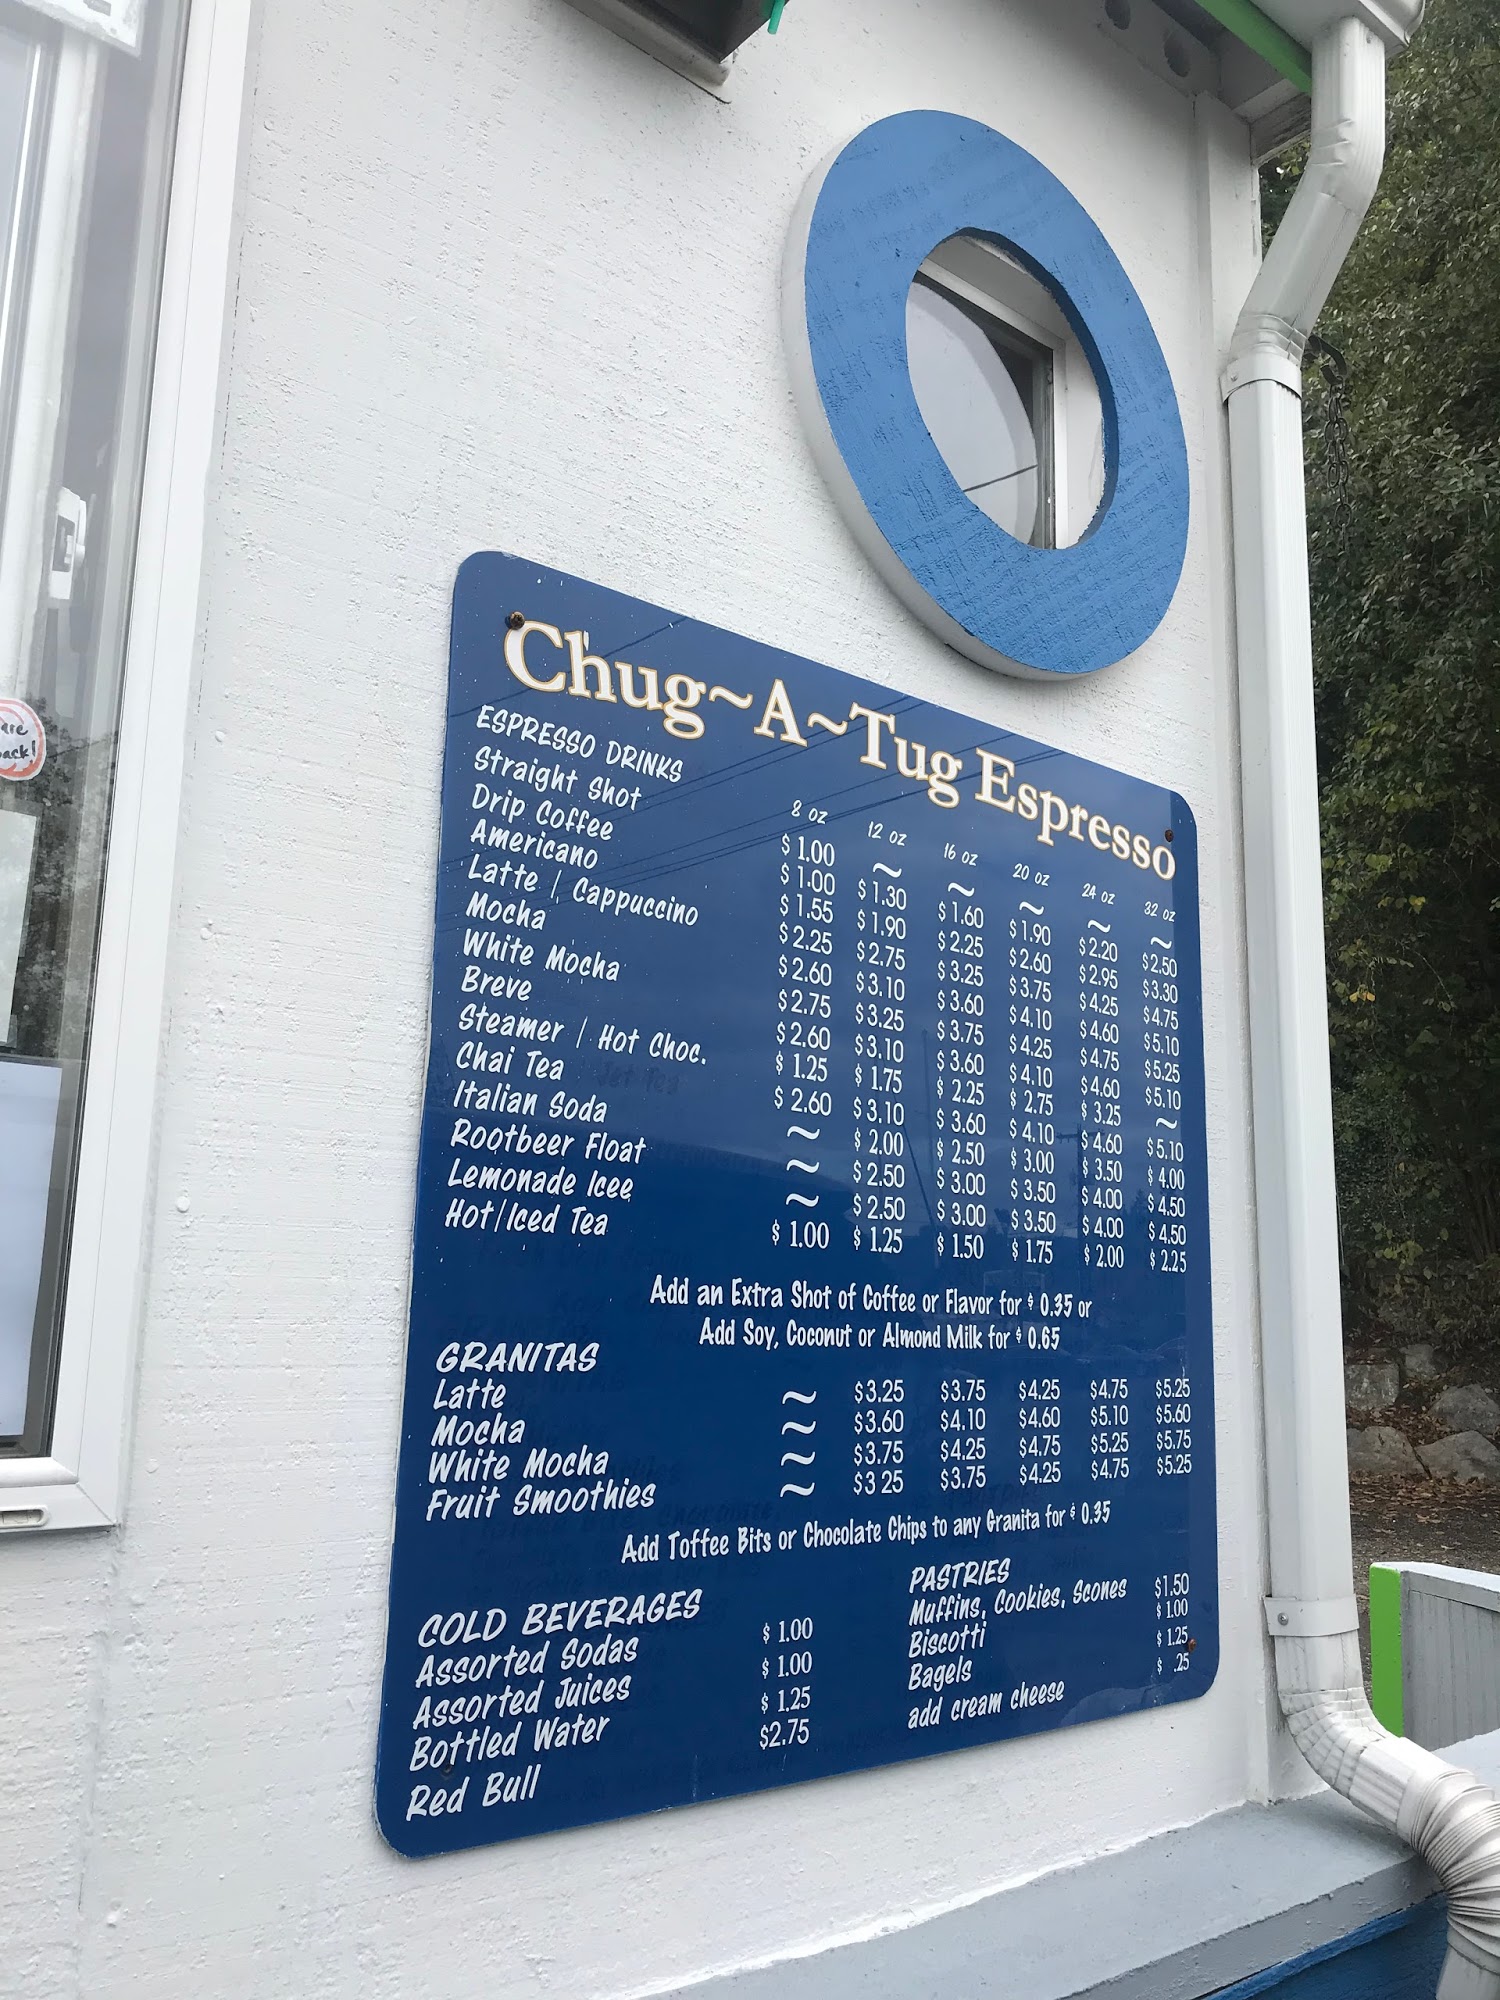 are
ack!
Chug~A~Tug Espresso
ESPRESSO DRINKS 8 oz 12 oz 16 oz 20 oz 24 oz 32 oz
Straight Shot $1.00 ~ ~ ~ ~ ~
Drip Coffee $1.00 $1.30 $1.60 $1.90 $2.20 $2.50
Americano $1.55 $1.90 $2.25 $2.60 $2.95 $3.30
Latte / Cappuccino $2.25 $2.75 $3.25 $3.75 $4.25 $4.75
Mocha $2.60 $3.10 $3.60 $4.10 $4.60 $5.10
White Mocha $2.75 $3.25 $3.75 $4.25 $4.75 $5.25
Breve $2.60 $3.10 $3.60 $4.10 $4.60 $5.10
Steamer / Hot Choc. $1.25 $1.75 $2.25 $2.75 $3.25 ~
Chai Tea $2.60 $3.10 $3.60 $4.10 $4.60 $5.10
Italian Soda ~ $2.00 $2.50 $3.00 $3.50 $4.00
Rootbeer Float ~ $2.50 $3.00 $3.50 $4.00 $4.50
Lemonade Icee ~ $2.50 $3.00 $3.50 $4.00 $4.50
Hot/Iced Tea $1.00 $1.25 $1.50 $1.75 $2.00 $2.25
Add an Extra Shot of Coffee or Flavor for $0.35 or
Add Soy, Coconut or Almond Milk for $0.65
GRANITAS
Latte ~ $3.25 $3.75 $4.25 $4.75 $5.25
Mocha ~ $3.60 $4.10 $4.60 $5.10 $5.60
White Mocha ~ $3.75 $4.25 $4.75 $5.25 $5.75
Fruit Smoothies ~ $3 25 $3.75 $4.25 $4.75 $5.25
Add Toffee Bits or Chocolate Chips to any Granita for $0.35
COLD BEVERAGES
Assorted Sodas $1.00
Assorted Juices $1.00
Bottled Water $1.25
Red Bull $2.75
PASTRIES
Muffins, Cookies, Scones $1.50
Biscotti $1.00
Bagels $1.25
add cream cheese $ .25